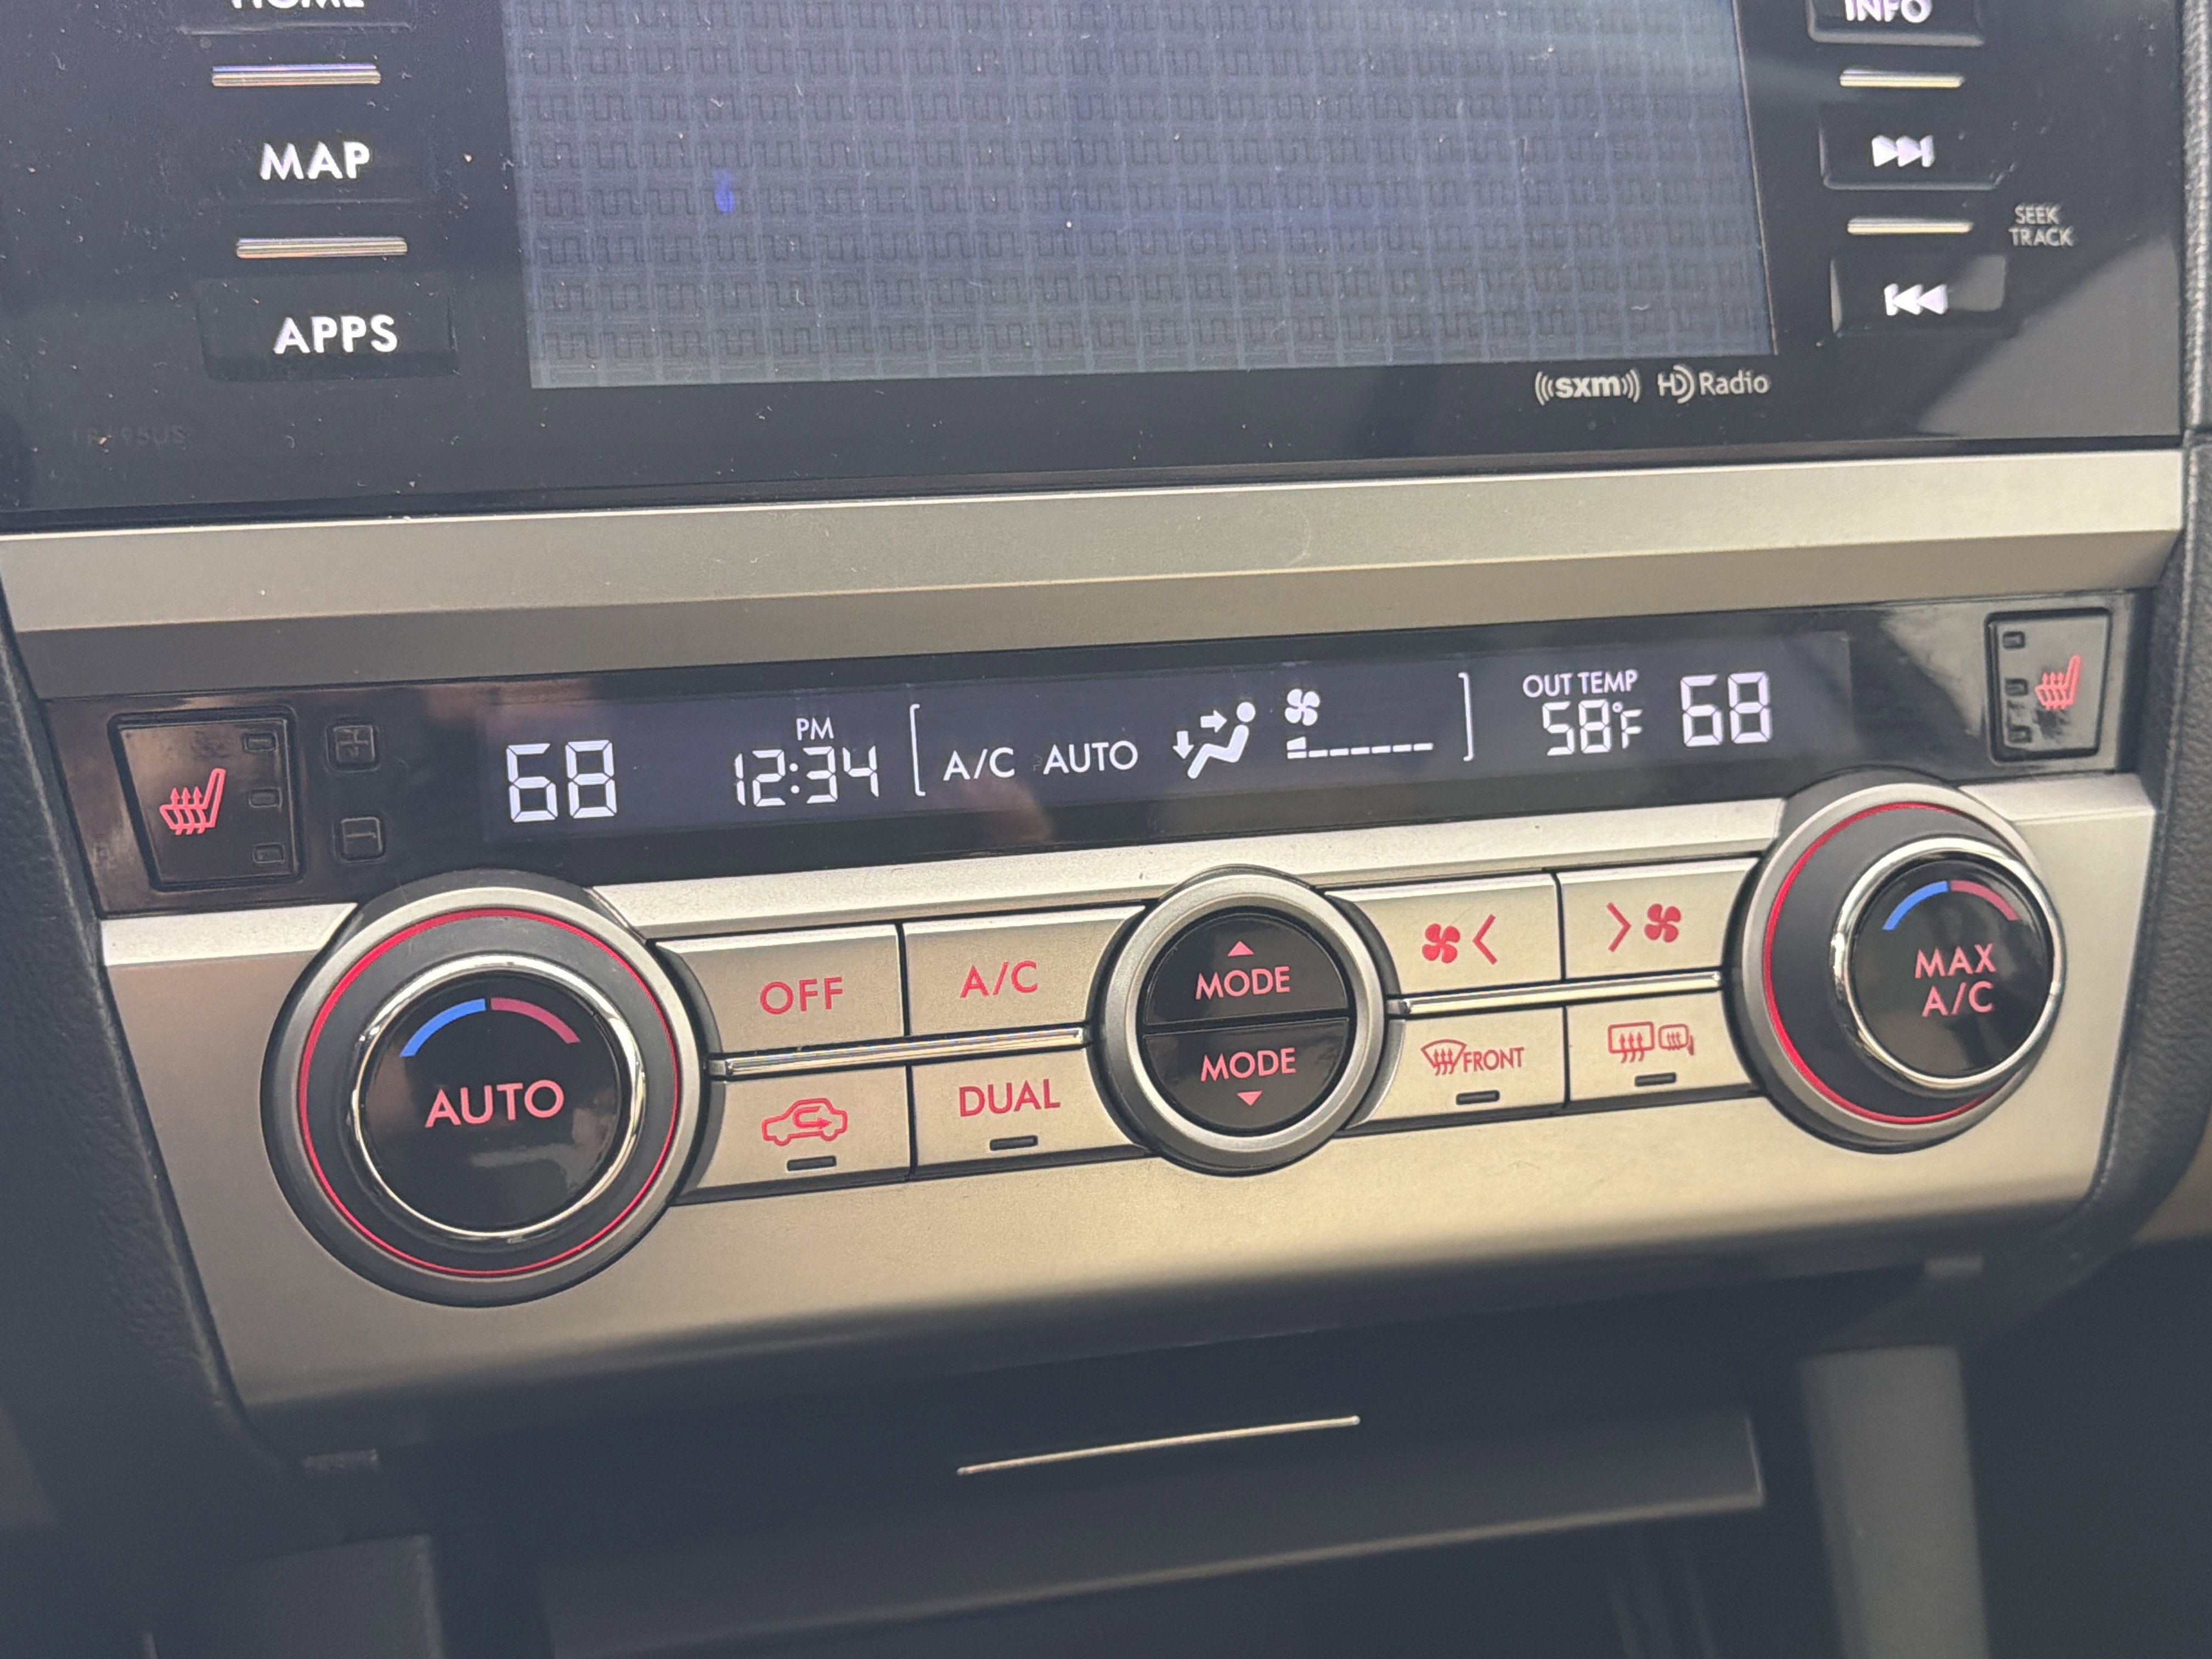 HOME
MAP
APPS
INFO
SEEK
TRACK
sxm HD Radio
68
PM
12:34
A/C AUTO
OUT TEMP
58°F
68
AUTO
OFF
A/C
DUAL
MODE
MODE
FRONT
MAX
A/C